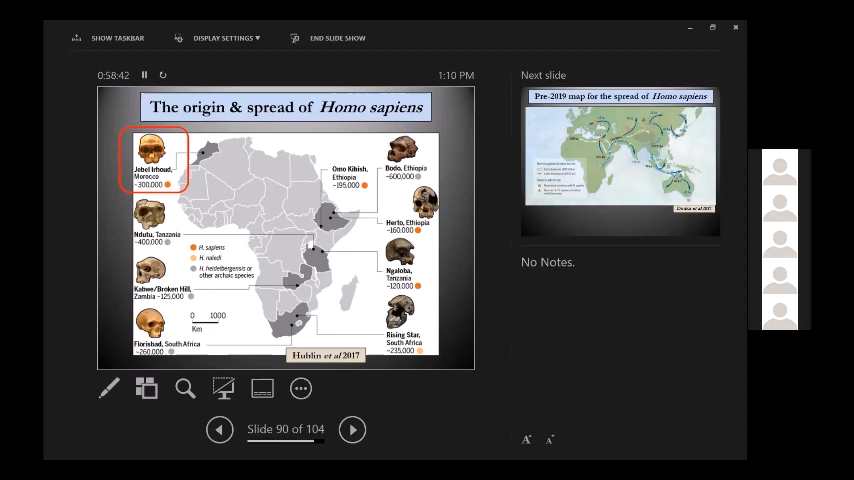 SHOW TASKBAR
DISPLAY SETTINGS ▼
END SLIDE SHOW
0:58:42
1:10 PM
The origin & spread of Homo sapiens
Jebel Irhoud,
Morocco
~300,000
Ndutu, Tanzania
~400,000
Kabwe/Broken Hill,
Zambia ~125,000
Florisbad, South Africa
~260,000
H. sapiens
H. naledi
H. heidelbergensis or
other archaic species
0 1000
Km
Omo Kibish,
Ethiopia
~195,000
Bodo, Ethiopia
~600,000
Herto, Ethiopia
~160,000
Ngaloba,
Tanzania
~120,000
Rising Star,
South Africa
~235,000
Hublin et al 2017
Slide 90 of 104
Next slide
Pre-2019 map for the spread of Homo sapiens
No Notes.
A
A